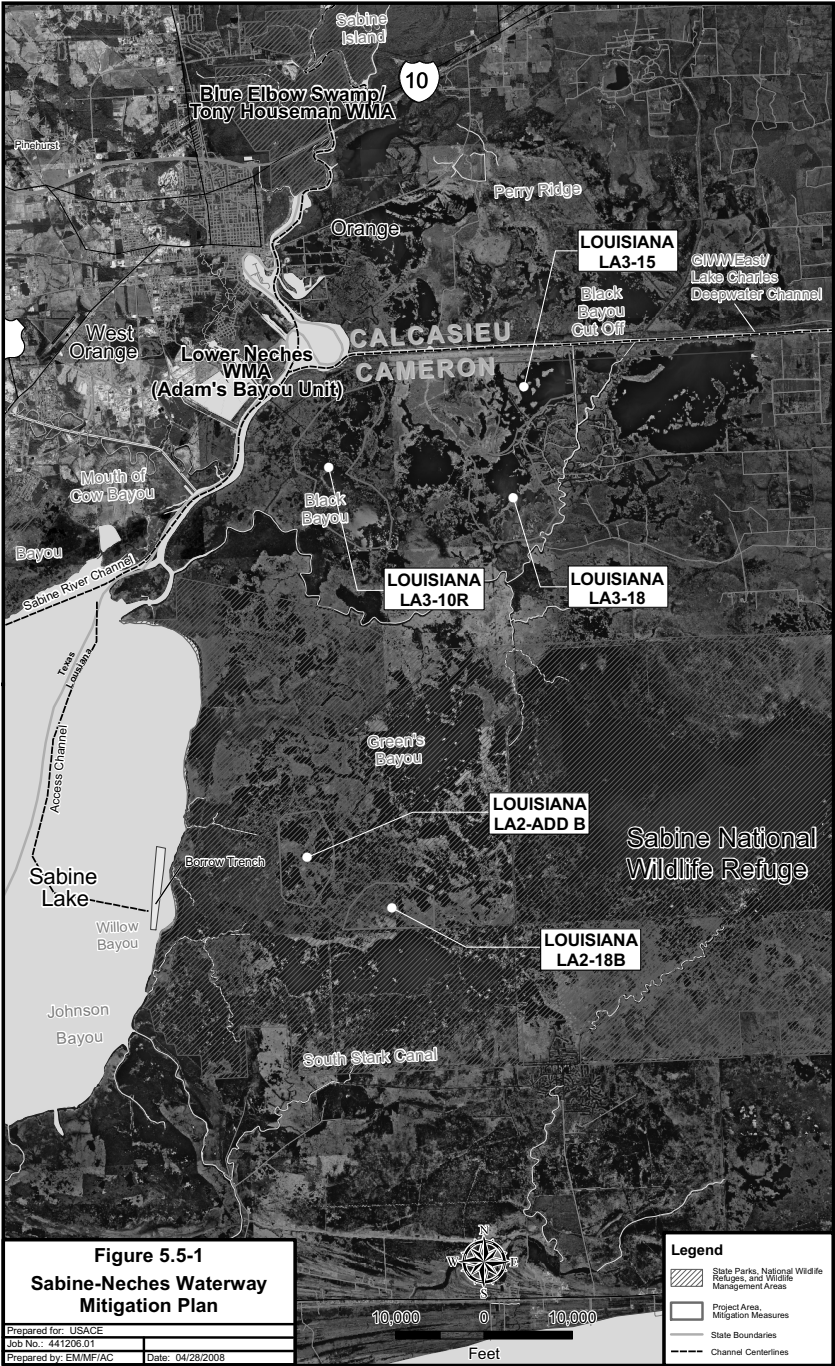 Sabine
Island
10
Blue Elbow Swamp/
Tony Houseman WMA
Pinehurst
Perry Ridge
Orange
LOUISIANA
LA3-15
GIWW East/
Lake Charles
Deepwater Channel
Black
Bayou
Cut Off
West
Orange
CALCASIEU
CAMERON
Lower Neches
WMA
(Adam's Bayou Unit)
Mouth of
Cow Bayou
Black
Bayou
Bayou
Sabine River Channel
LOUISIANA
LA3-10R
LOUISIANA
LA3-18
Texas
Lousiana
Access Channel
Green's
Bayou
LOUISIANA
LA2-ADD B
Sabine National
Wildlife Refuge
Borrow Trench
Sabine
Lake
Willow
Bayou
LOUISIANA
LA2-18B
Johnson
Bayou
South Stark Canal
Figure 5.5-1
Sabine-Neches Waterway
Mitigation Plan
Prepared for: USACE
Job No.: 441206.01
Prepared by: EM/MF/AC
Date: 04/28/2008
N
W
E
S
10,000
0
10,000
Feet
Legend
State Parks, National Wildlife
Refuges, and Wildlife
Management Areas
Project Area,
Mitigation Measures
State Boundaries
Channel Centerlines